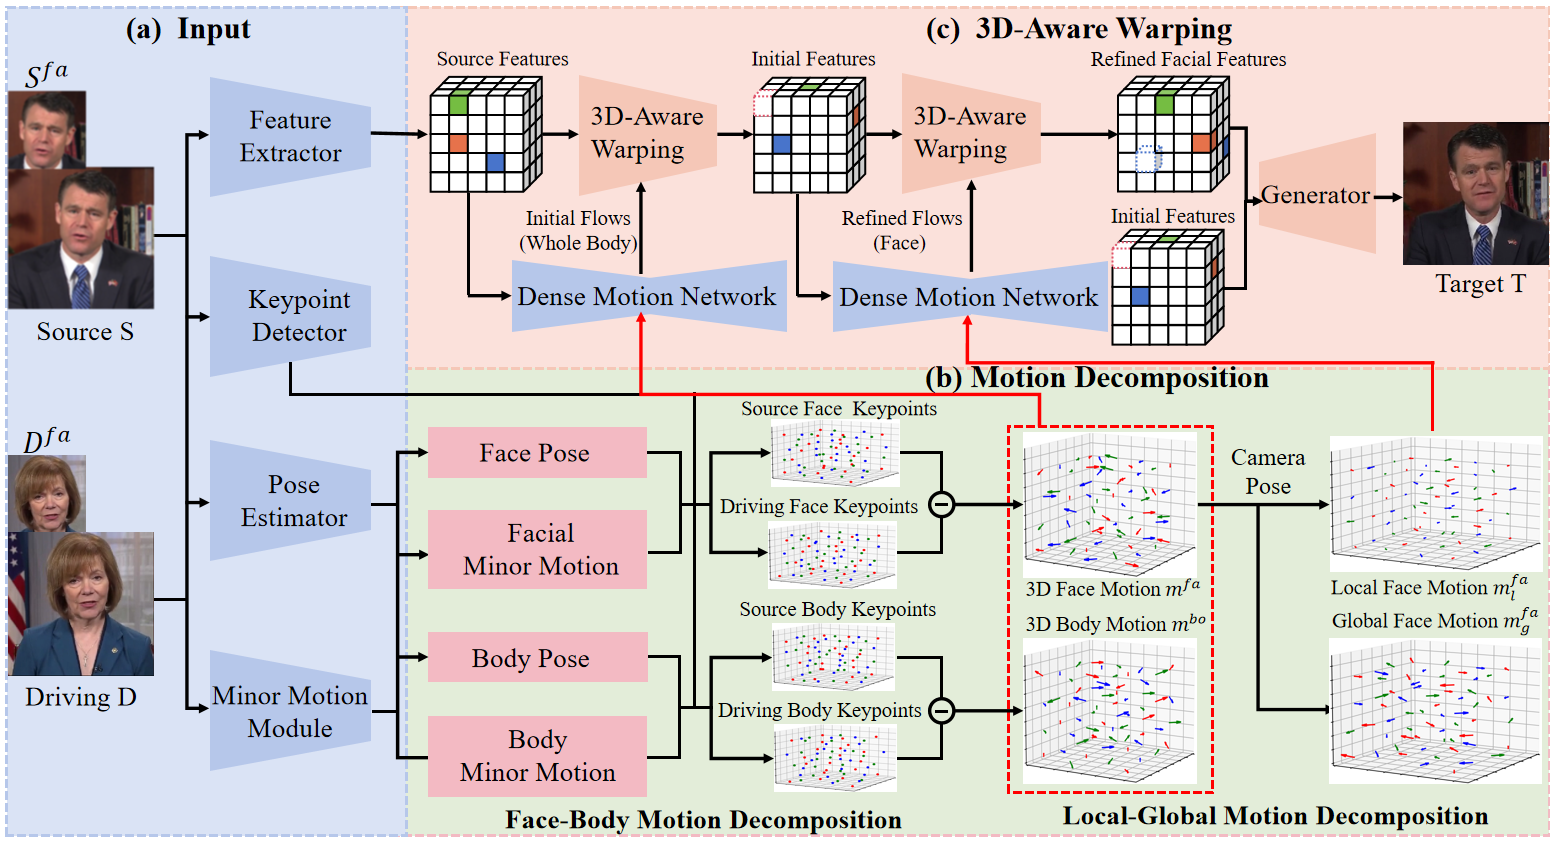 (a) Input
S^{fa}
Source S
D^{fa}
Driving D
Feature
Extractor
Keypoint
Detector
Pose
Estimator
Minor Motion
Module
(c) 3D-Aware Warping
Source Features
3D-Aware
Warping
Initial Features
3D-Aware
Warping
Refined Facial Features
Initial Flows
(Whole Body)
Refined Flows
(Face)
Initial Features
Dense Motion Network
Dense Motion Network
Generator
Target T
(b) Motion Decomposition
Face Pose
Facial
Minor Motion
Body Pose
Body
Minor Motion
Source Face Keypoints
Driving Face Keypoints
Source Body Keypoints
Driving Body Keypoints
3D Face Motion m^{fa}
3D Body Motion m^{bo}
Camera
Pose
Local Face Motion m_l^{fa}
Global Face Motion m_g^{fa}
Face-Body Motion Decomposition
Local-Global Motion Decomposition